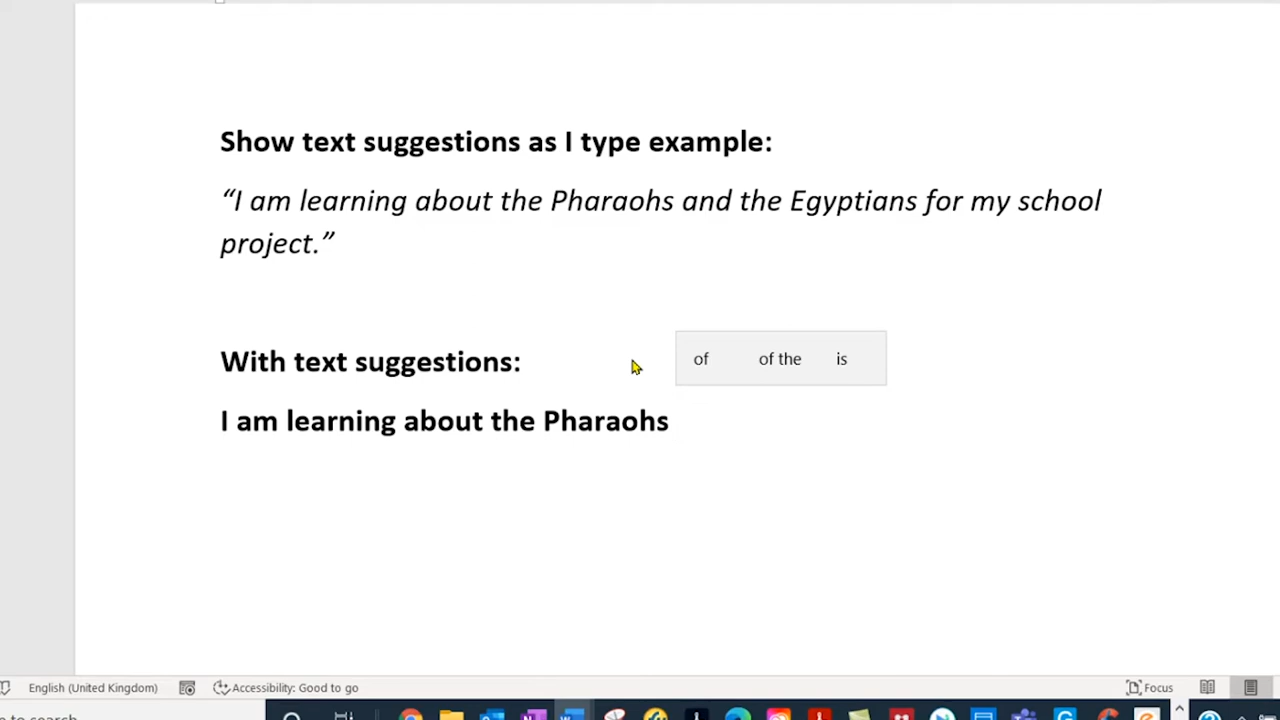 Show text suggestions as I type example:
“I am learning about the Pharaohs and the Egyptians for my school
project.”
of of the is
With text suggestions:
I am learning about the Pharaohs
English (United Kingdom) Accessibility: Good to go Focus
to search